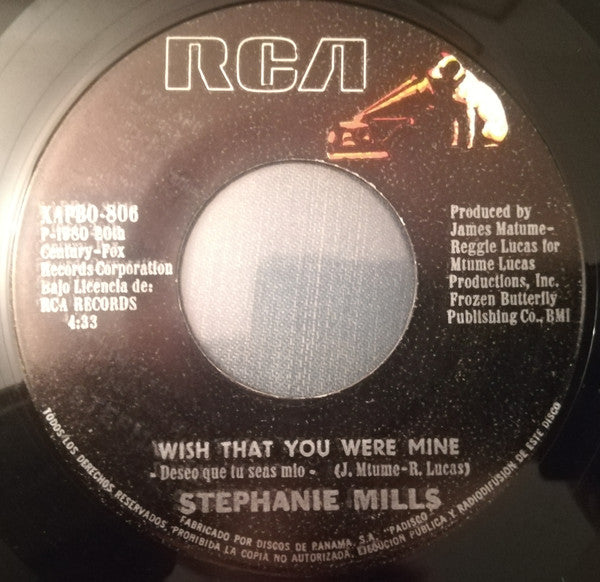 RCA
XAPBO-806
P-1980-20th
Century-Fox
Records Corporation
Bajo Licencia de:
RCA RECORDS
4:33
Produced by
James Matume-
Reggie Lucas for
Mtume Lucas
Productions, Inc.
Frozen Butterfly
Publishing Co., BMI
WISH THAT YOU WERE MINE
- Deseo que tu seas mio - (J. Mtume-R. Lucas)
STEPHANIE MILLS
TODOS LOS DERECHOS RESERVADOS. PROHIBIDA LA COPIA NO AUTORIZADA, EJECUCION PUBLICA Y RADIODIFUSION DE ESTE DISCO
FABRICADO POR DISCOS DE PANAMA, S.A. "PADISCO"